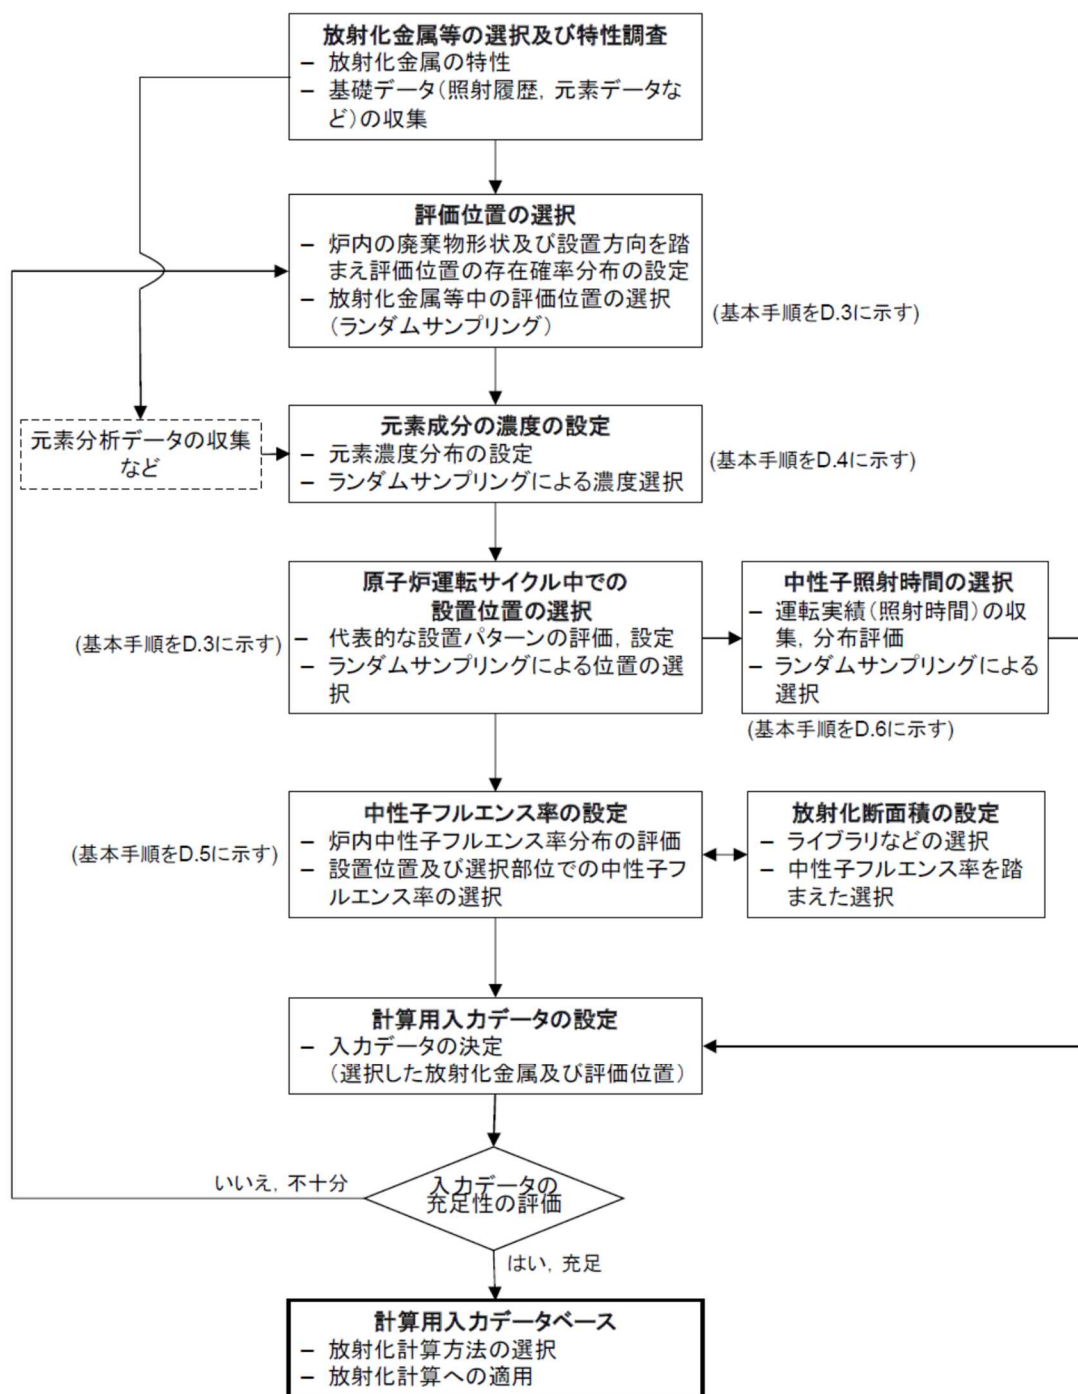 放射化金属等の選択及び特性調査
– 放射化金属の特性
– 基礎データ(照射履歴, 元素データな
ど)の収集
評価位置の選択
– 炉内の廃棄物形状及び設置方向を踏
まえ評価位置の存在確率分布の設定
– 放射化金属等中の評価位置の選択
(ランダムサンプリング)
(基本手順をD.3に示す)
元素分析データの収集
など
元素成分の濃度の設定
– 元素濃度分布の設定
– ランダムサンプリングによる濃度選択
(基本手順をD.4に示す)
原子炉運転サイクル中での
設置位置の選択
– 代表的な設置パターンの評価, 設定
– ランダムサンプリングによる位置の選
択
(基本手順をD.3に示す)
中性子照射時間の選択
– 運転実績(照射時間)の収
集, 分布評価
– ランダムサンプリングによる
選択
(基本手順をD.6に示す)
中性子フルエンス率の設定
– 炉内中性子フルエンス率分布の評価
– 設置位置及び選択部位での中性子フ
ルエンス率の選択
(基本手順をD.5に示す)
放射化断面積の設定
– ライブラリなどの選択
– 中性子フルエンス率を踏
まえた選択
計算用入力データの設定
– 入力データの決定
(選択した放射化金属及び評価位置)
入力データの
充足性の評価
いいえ, 不十分
はい, 充足
計算用入力データベース
– 放射化計算方法の選択
– 放射化計算への適用